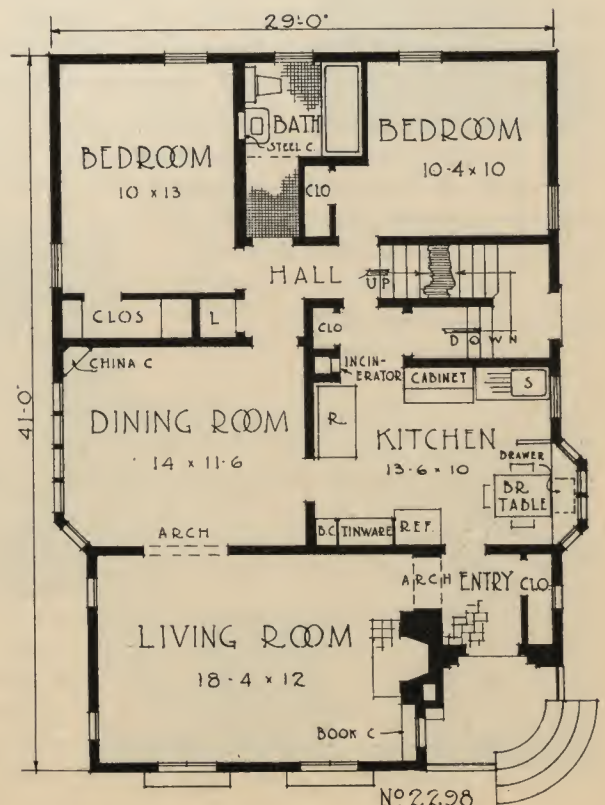 29'-0"
BATH
STEEL C.
BEDROOM
10 x 13
BEDROOM
10-4 x 10
CLO
HALL
UP
CLOS
L
CLO
DOWN
41'-0"
CHINA C
INCIN-
ERATOR
CABINET
S
DINING ROOM
14 x 11-6
R.
KITCHEN
13-6 x 10
DRAWER
BR.
TABLE
ARCH
B.C.
TINWARE
REF.
ARCH
ENTRY
CLO
LIVING ROOM
18-4 x 12
BOOK C
No 2298